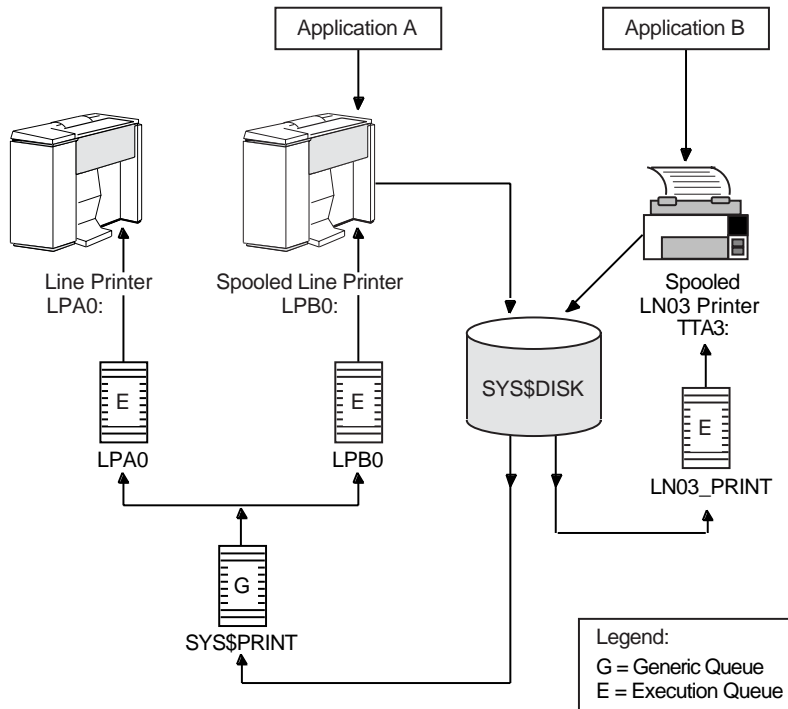 Application A
Application B
Line Printer
LPA0:
Spooled Line Printer
LPB0:
Spooled
LN03 Printer
TTA3:
SYS$DISK
E
LPA0
E
LPB0
E
LN03_PRINT
G
SYS$PRINT
Legend:
G = Generic Queue
E = Execution Queue